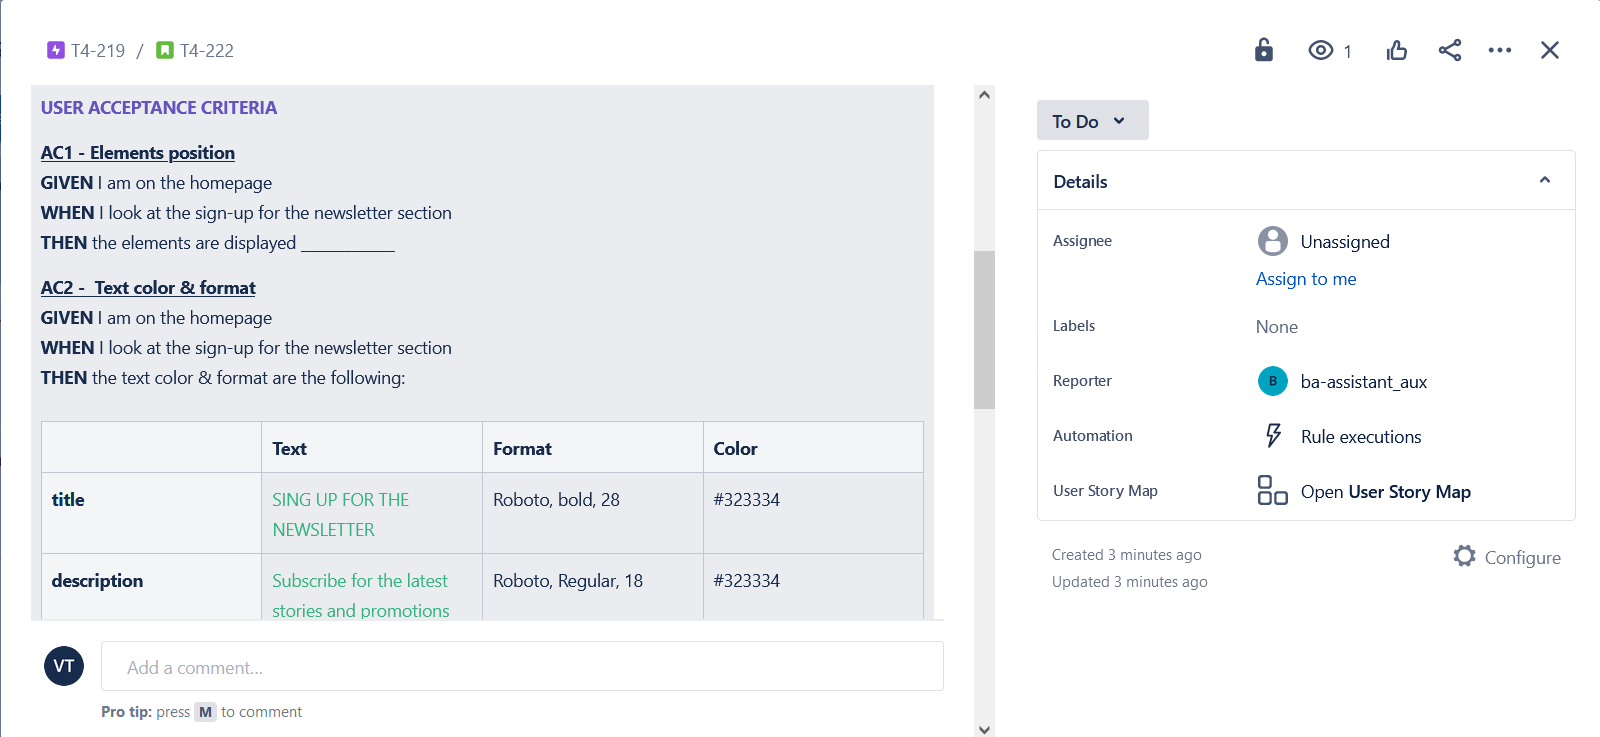 T4-219 / T4-222
1
USER ACCEPTANCE CRITERIA
AC1 - Elements position
GIVEN I am on the homepage
WHEN I look at the sign-up for the newsletter section
THEN the elements are displayed ___________
AC2 - Text color & format
GIVEN I am on the homepage
WHEN I look at the sign-up for the newsletter section
THEN the text color & format are the following:
Text Format Color
title SING UP FOR THE Roboto, bold, 28 #323334
NEWSLETTER
description Subscribe for the latest Roboto, Regular, 18 #323334
stories and promotions
VT Add a comment...
Pro tip: press M to comment
To Do
Details
Assignee Unassigned
Assign to me
Labels None
Reporter B ba-assistant_aux
Automation Rule executions
User Story Map Open User Story Map
Created 3 minutes ago Configure
Updated 3 minutes ago